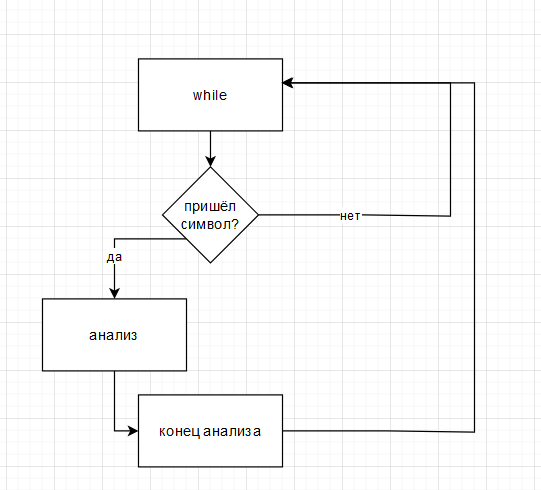 while
пришёл
символ?
нет
да
анализ
конец анализа